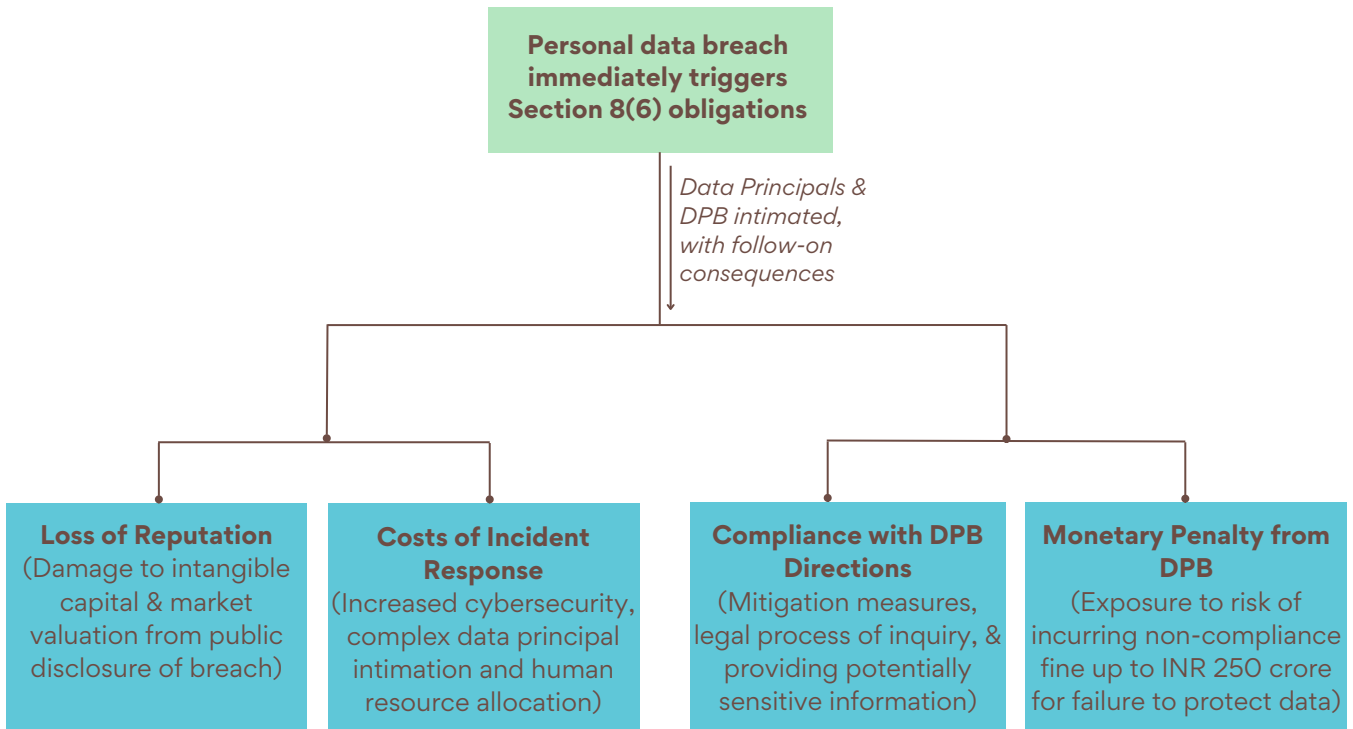 Personal data breach
immediately triggers
Section 8(6) obligations
Data Principals &
DPB intimated,
with follow-on
consequences
Loss of Reputation
(Damage to intangible
capital & market
valuation from public
disclosure of breach)
Costs of Incident
Response
(Increased cybersecurity,
complex data principal
intimation and human
resource allocation)
Compliance with DPB
Directions
(Mitigation measures,
legal process of inquiry, &
providing potentially
sensitive information)
Monetary Penalty from
DPB
(Exposure to risk of
incurring non-compliance
fine up to INR 250 crore
for failure to protect data)